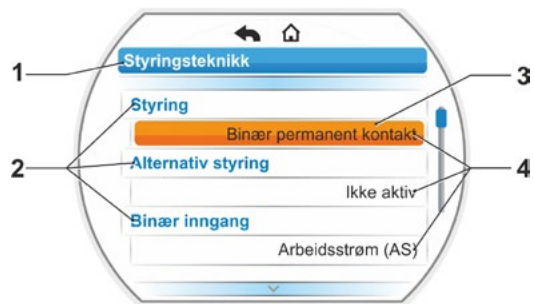 Styringsteknikk
1
3
Styring
Binær permanent kontakt
2
Alternativ styring
4
Ikke aktiv
Binær inngang
Arbeidsstrøm (AS)